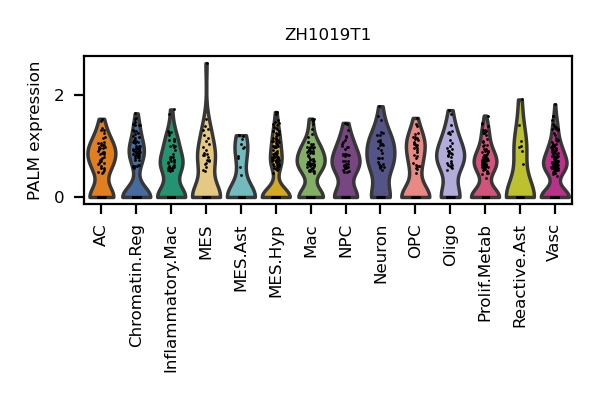 ZH1019T1
PALM expression
2
0
AC
Chromatin.Reg
Inflammatory.Mac
MES
MES.Ast
MES.Hyp
Mac
NPC
Neuron
OPC
Oligo
Prolif.Metab
Reactive.Ast
Vasc